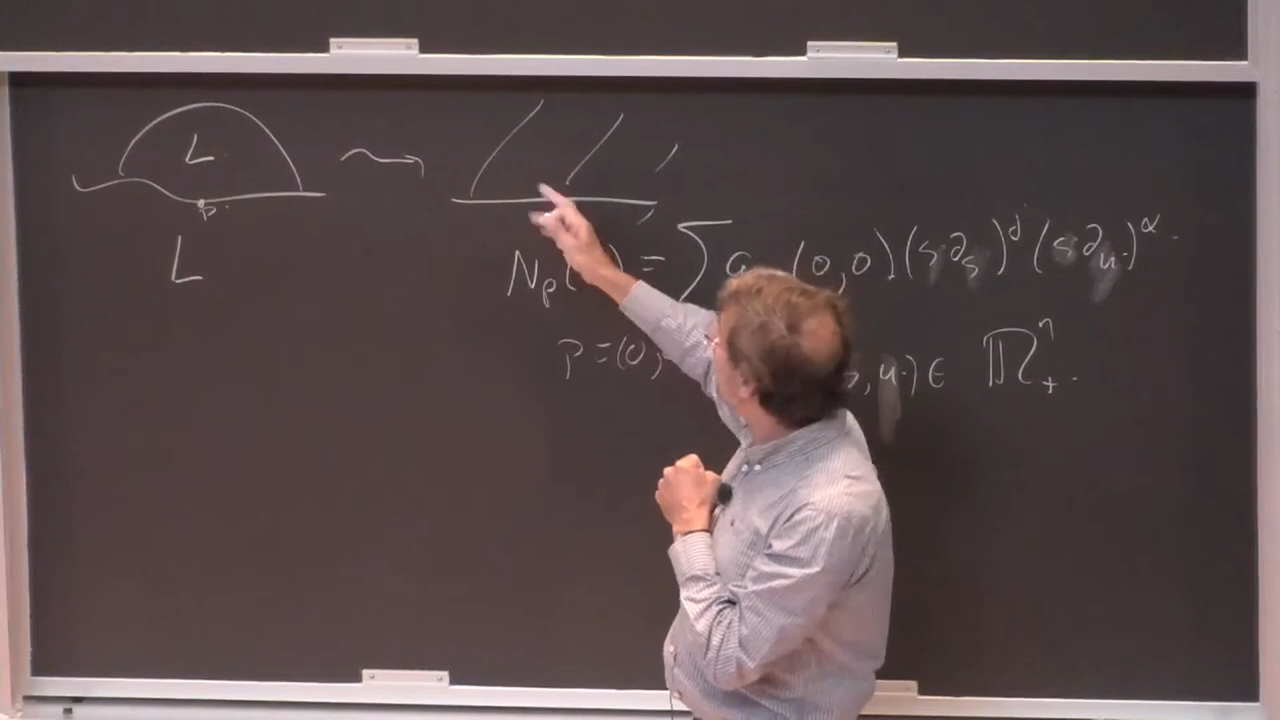 L
p.
L
N_p( ) = ∑ a (0,0)(s∂_s)^j (s∂_u)^α.
p = (0, s, u) ∈ ℝ^n_+.